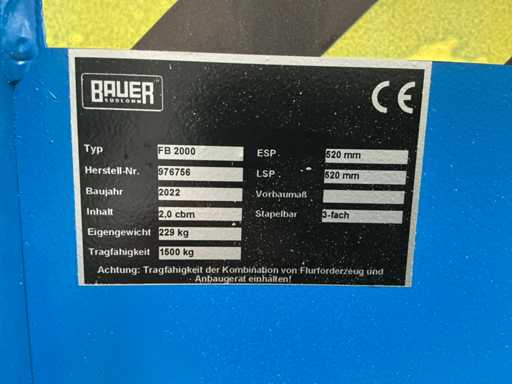 BAUER
SÜDLOHN
CE
Typ FB 2000 ESP 520 mm
Herstell-Nr. 976756 LSP 520 mm
Baujahr 2022 Vorbaumaß
Inhalt 2.0 cbm Stapelbar 3-fach
Eigengewicht 229 kg
Tragfähigkeit 1500 kg
Achtung: Tragfähigkeit der Kombination von Flurförderzeug und
Anbaugerät einhalten!